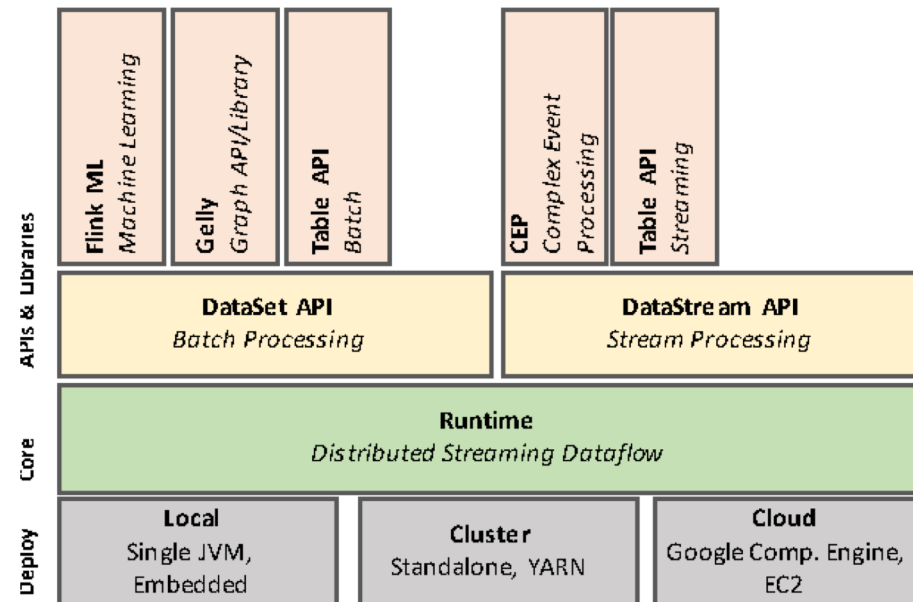 APIs & Libraries
Flink ML
Machine Learning
Gelly
Graph API/Library
Table API
Batch
CEP
Complex Event
Processing
Table API
Streaming
DataSet API
Batch Processing
DataStream API
Stream Processing
Core
Runtime
Distributed Streaming Dataflow
Deploy
Local
Single JVM,
Embedded
Cluster
Standalone, YARN
Cloud
Google Comp. Engine,
EC2